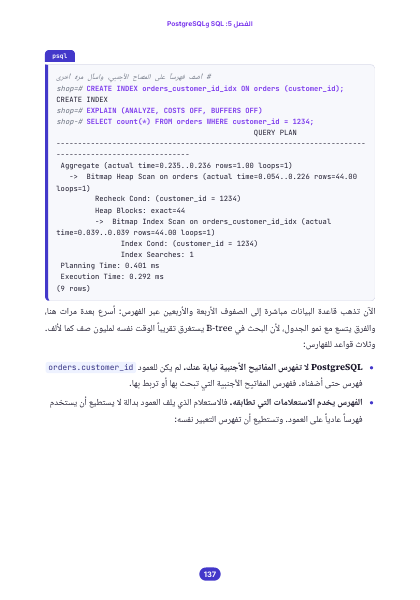 الفصل 5: PostgreSQLو SQL
psql
# أضف فهرساً على المفتاح الأجنبي، واسأل مرة أخرى
shop=# CREATE INDEX orders_customer_id_idx ON orders (customer_id);
CREATE INDEX
shop=# EXPLAIN (ANALYZE, COSTS OFF, BUFFERS OFF)
shop-# SELECT count(*) FROM orders WHERE customer_id = 1234;
QUERY PLAN
-----------------------------------------------------------------------
------------------------------
Aggregate (actual time=0.235..0.236 rows=1.00 loops=1)
->  Bitmap Heap Scan on orders (actual time=0.054..0.226 rows=44.00
loops=1)
Recheck Cond: (customer_id = 1234)
Heap Blocks: exact=44
->  Bitmap Index Scan on orders_customer_id_idx (actual
time=0.039..0.039 rows=44.00 loops=1)
Index Cond: (customer_id = 1234)
Index Searches: 1
Planning Time: 0.401 ms
Execution Time: 0.292 ms
(9 rows)
الآن تذهب قاعدة البيانات مباشرة إلى الصفوف الأربعة والأربعين عبر الفهرس: أسرع بعدة مرات هنا،
والفرق يتسع مع نمو الجدول، لأن البحث في B-tree يستغرق تقريباً الوقت نفسه لمليون صف كما لألف.
وثلاث قواعد للفهارس:
• PostgreSQL لا تفهرس المفاتيح الأجنبية نيابة عنك. لم يكن للعمود orders.customer_id
فهرس حتى أضفناه. ففهرس المفاتيح الأجنبية التي تبحث بها أو تربط بها.
• الفهرس يخدم الاستعلامات التي تطابقه. فالاستعلام الذي يلف العمود بدالة لا يستطيع أن يستخدم
فهرساً عادياً على العمود. وتستطيع أن تفهرس التعبير نفسه:
137